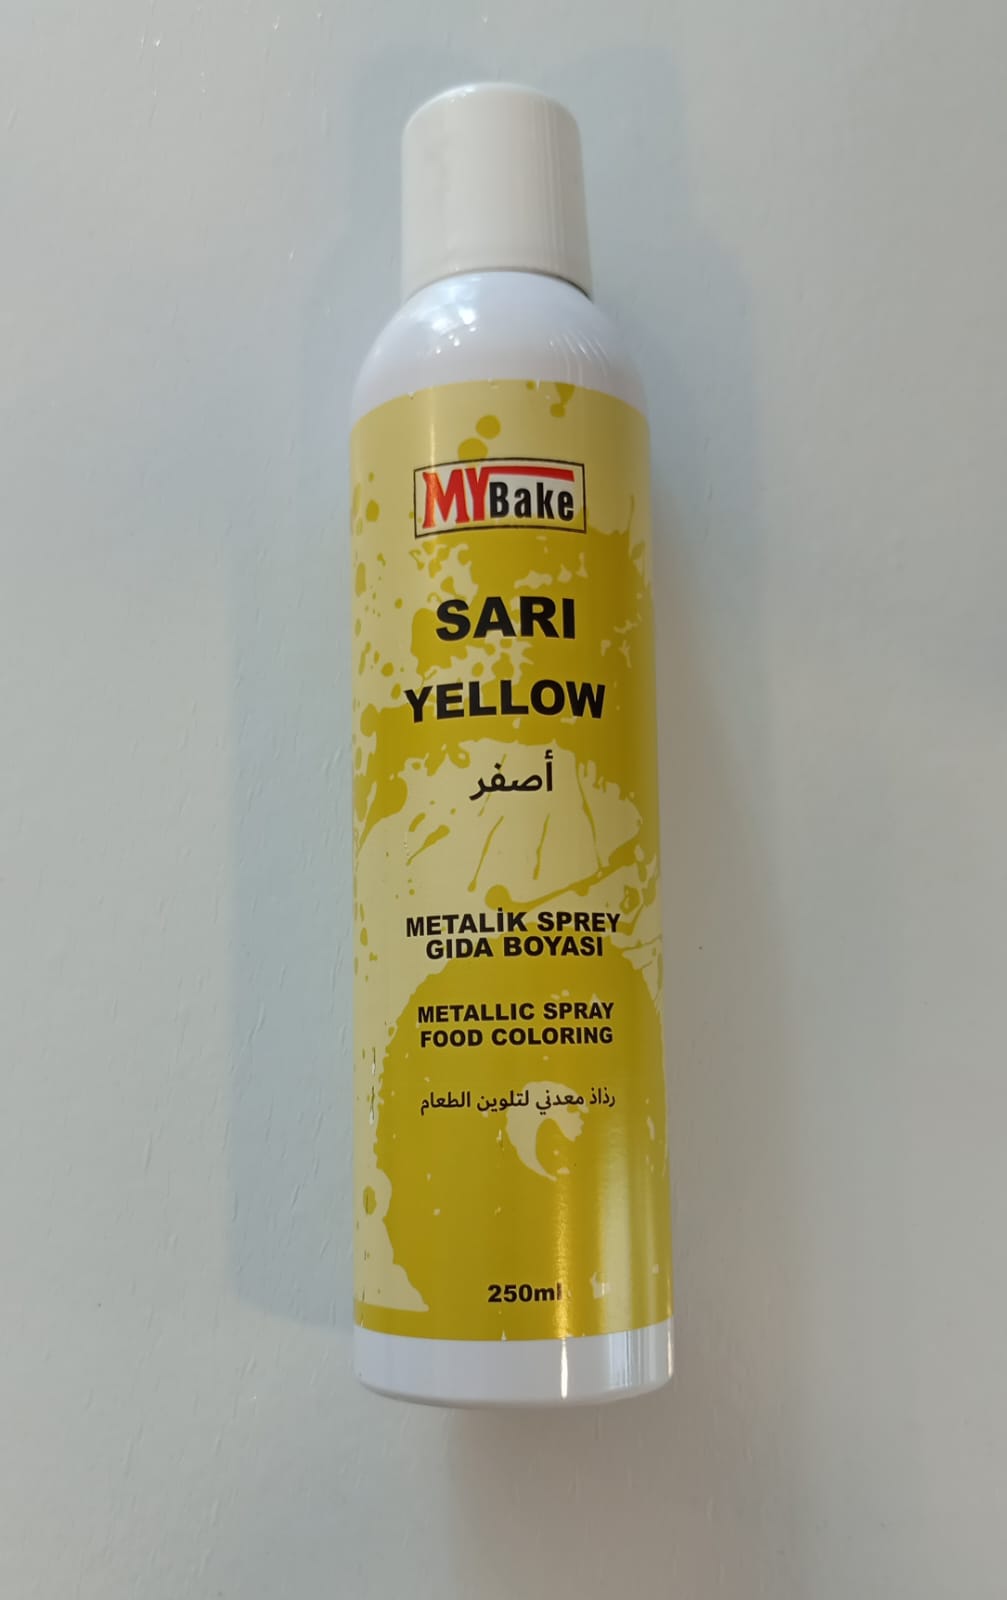 MYBake
SARI
YELLOW
أصفر
METALİK SPREY
GIDA BOYASI
METALLIC SPRAY
FOOD COLORING
رذاذ معدني لتلوين الطعام
250ml